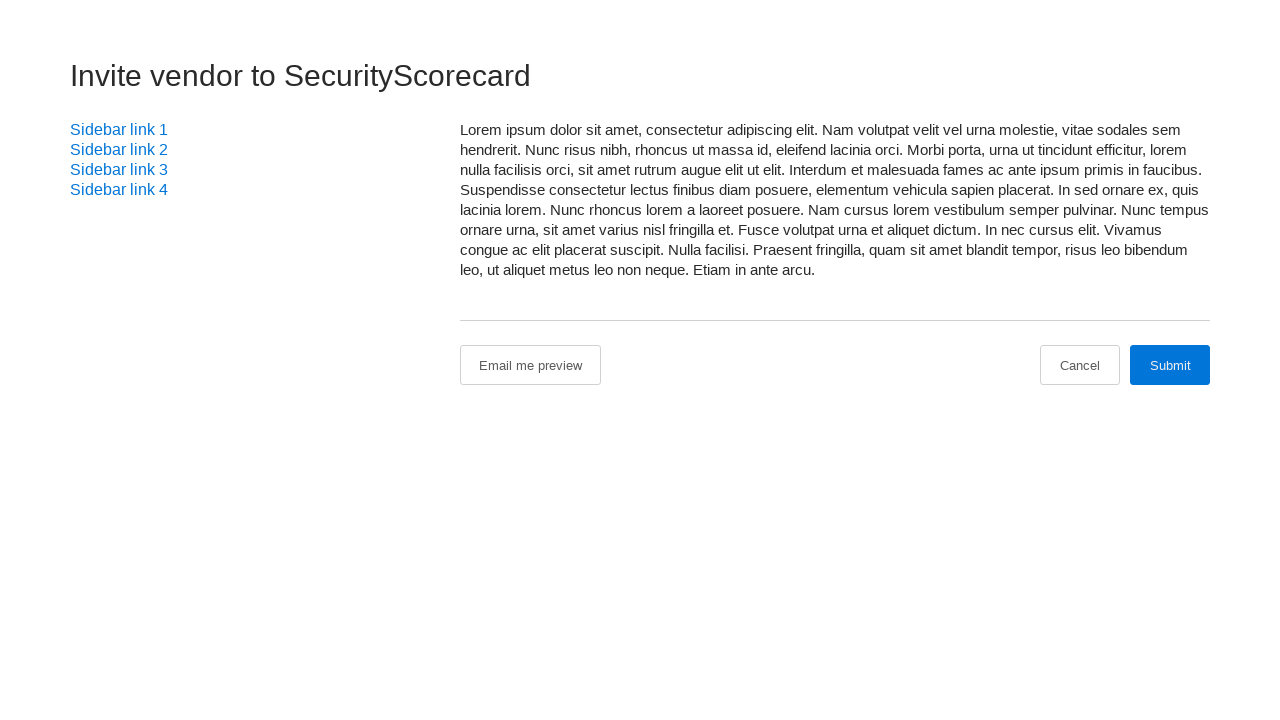 Invite vendor to SecurityScorecard
Sidebar link 1
Sidebar link 2
Sidebar link 3
Sidebar link 4
Lorem ipsum dolor sit amet, consectetur adipiscing elit. Nam volutpat velit vel urna molestie, vitae sodales sem
hendrerit. Nunc risus nibh, rhoncus ut massa id, eleifend lacinia orci. Morbi porta, urna ut tincidunt efficitur, lorem
nulla facilisis orci, sit amet rutrum augue elit ut elit. Interdum et malesuada fames ac ante ipsum primis in faucibus.
Suspendisse consectetur lectus finibus diam posuere, elementum vehicula sapien placerat. In sed ornare ex, quis
lacinia lorem. Nunc rhoncus lorem a laoreet posuere. Nam cursus lorem vestibulum semper pulvinar. Nunc tempus
ornare urna, sit amet varius nisl fringilla et. Fusce volutpat urna et aliquet dictum. In nec cursus elit. Vivamus
congue ac elit placerat suscipit. Nulla facilisi. Praesent fringilla, quam sit amet blandit tempor, risus leo bibendum
leo, ut aliquet metus leo non neque. Etiam in ante arcu.
Email me preview
Cancel
Submit